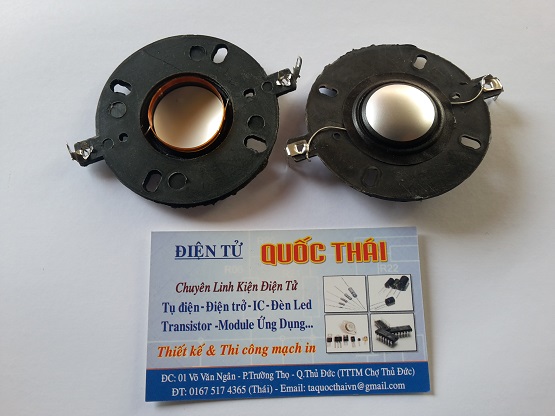 ĐIỆN TỬ QUỐC THÁI
Chuyên Linh Kiện Điện Tử
Tụ điện - Điện trở - IC - Đèn Led
Transistor - Module Ứng Dụng...
Thiết kế & Thi công mạch in
ĐC: 01 Võ Văn Ngân - P.Trường Thọ - Q.Thủ Đức (TTTM Chợ Thủ Đức)
ĐT: 0167 517 4365 (Thái) - Email: taquocthaivn@gmail.com